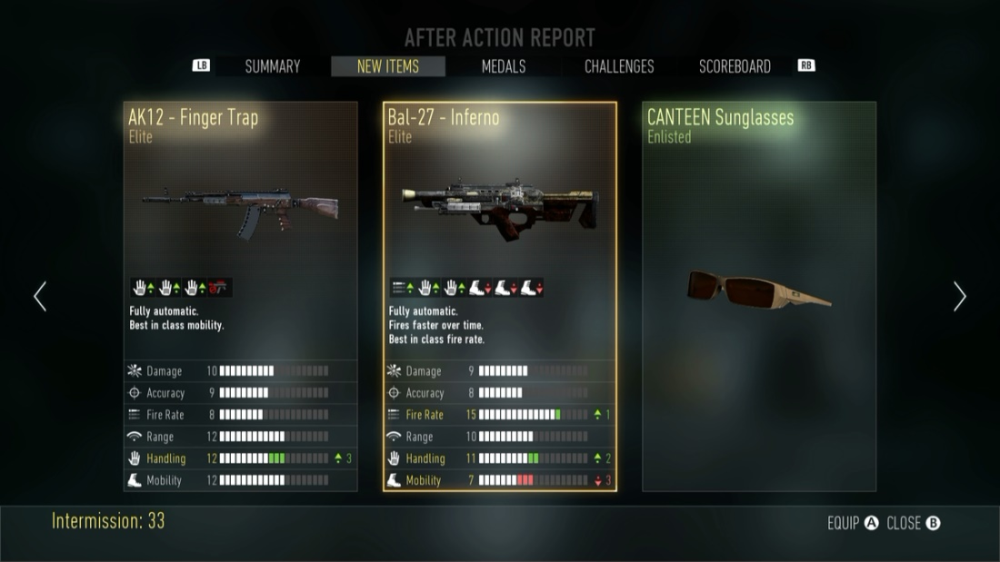 AFTER ACTION REPORT
LB SUMMARY NEW ITEMS MEDALS CHALLENGES SCOREBOARD RB
AK12 - Finger Trap
Elite
Fully automatic.
Best in class mobility.
Damage 10
Accuracy 9
Fire Rate 8
Range 12
Handling 12 3
Mobility 12
Bal-27 - Inferno
Elite
Fully automatic.
Fires faster over time.
Best in class fire rate.
Damage 9
Accuracy 8
Fire Rate 15 1
Range 10
Handling 11 2
Mobility 7 3
CANTEEN Sunglasses
Enlisted
Intermission: 33
EQUIP A CLOSE B